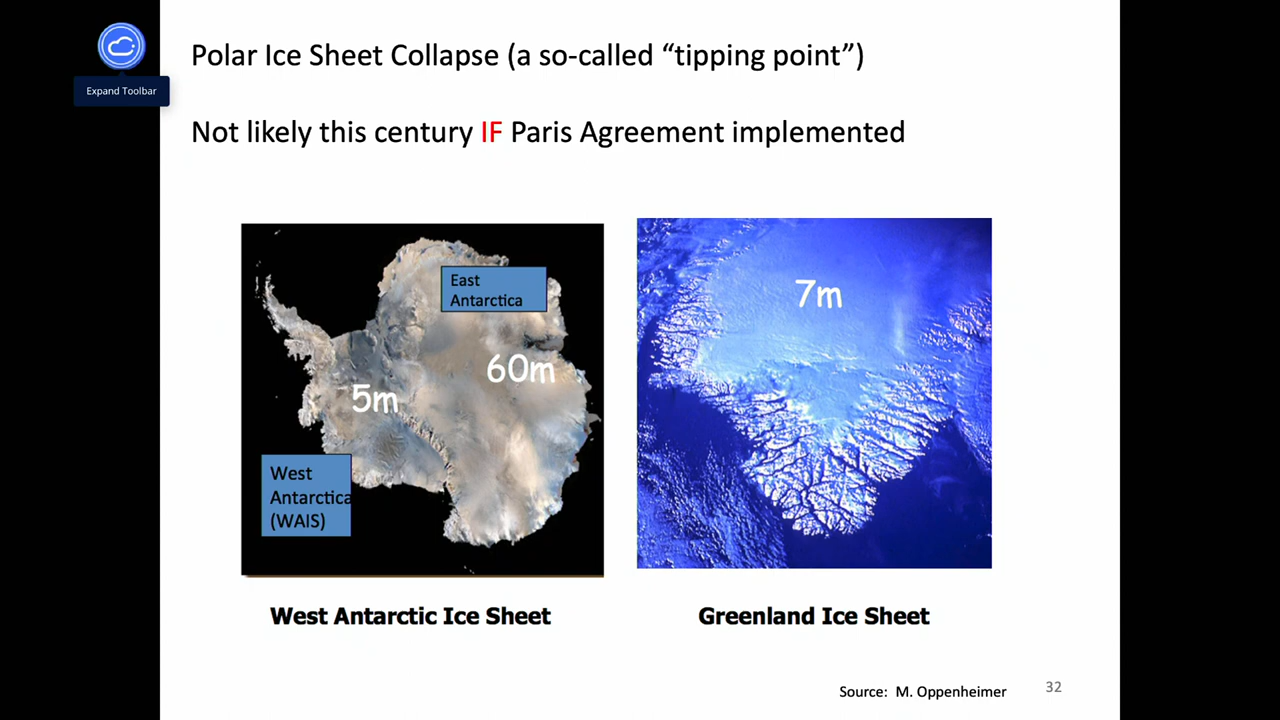 Expand Toolbar
Polar Ice Sheet Collapse (a so-called “tipping point”)
Not likely this century IF Paris Agreement implemented
East
Antarctica
60m
5m
West
Antarctica
(WAIS)
7m
West Antarctic Ice Sheet
Greenland Ice Sheet
Source: M. Oppenheimer
32